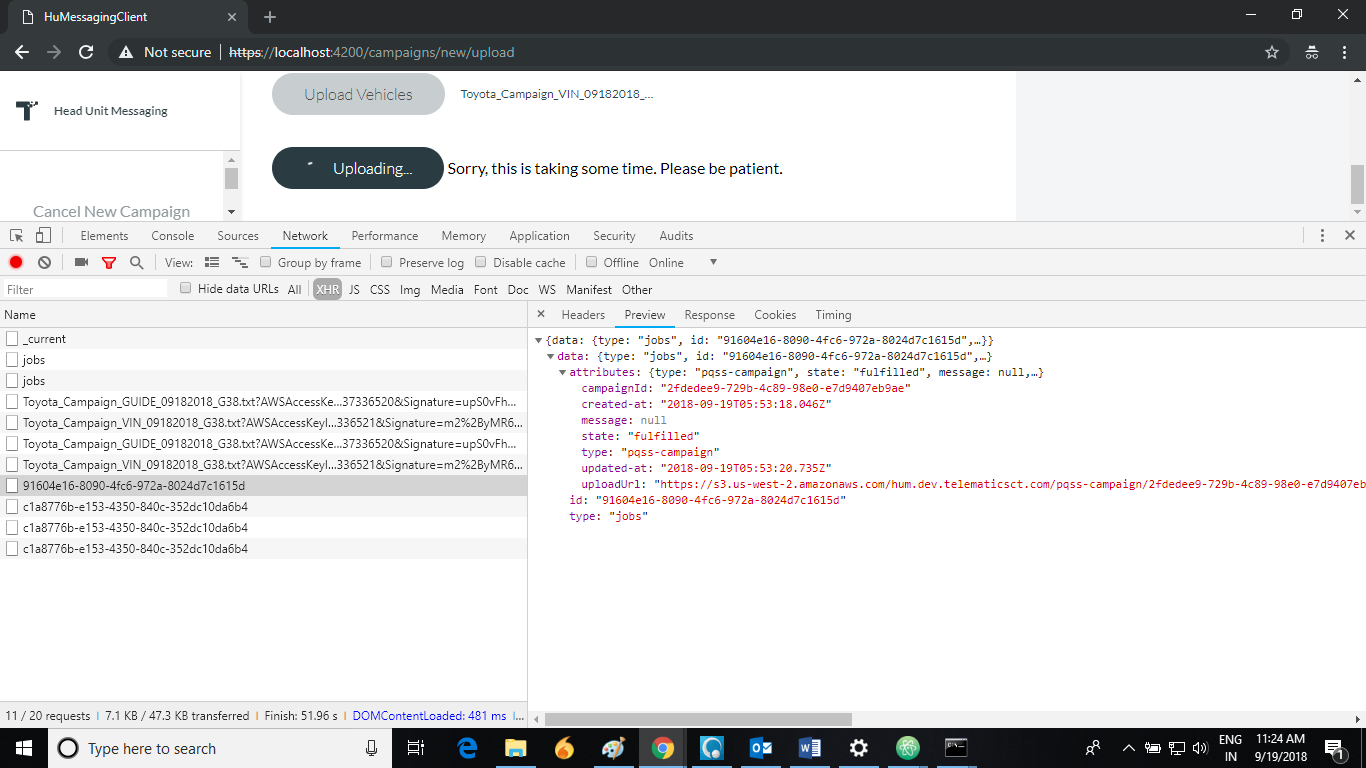 HuMessagingClient
Not secure https://localhost:4200/campaigns/new/upload
Head Unit Messaging
Cancel New Campaign
Upload Vehicles Toyota_Campaign_VIN_09182018_...
Uploading... Sorry, this is taking some time. Please be patient.
Elements Console Sources Network Performance Memory Application Security Audits
View: Group by frame Preserve log Disable cache Offline Online
Filter Hide data URLs All XHR JS CSS Img Media Font Doc WS Manifest Other
Name
_current
jobs
jobs
Toyota_Campaign_GUIDE_09182018_G38.txt?AWSAccessKe...37336520&Signature=upS0vFh...
Toyota_Campaign_VIN_09182018_G38.txt?AWSAccessKeyI...336521&Signature=m2%2ByMR6...
Toyota_Campaign_GUIDE_09182018_G38.txt?AWSAccessKe...37336520&Signature=upS0vFh...
Toyota_Campaign_VIN_09182018_G38.txt?AWSAccessKeyI...336521&Signature=m2%2ByMR6...
91604e16-8090-4fc6-972a-8024d7c1615d
c1a8776b-e153-4350-840c-352dc10da6b4
c1a8776b-e153-4350-840c-352dc10da6b4
c1a8776b-e153-4350-840c-352dc10da6b4
11 / 20 requests 7.1 KB / 47.3 KB transferred Finish: 51.96 s DOMContentLoaded: 481 ms ...
Headers Preview Response Cookies Timing
{data: {type: "jobs", id: "91604e16-8090-4fc6-972a-8024d7c1615d",…}}
data: {type: "jobs", id: "91604e16-8090-4fc6-972a-8024d7c1615d",…}
attributes: {type: "pqss-campaign", state: "fulfilled", message: null,…}
campaignId: "2fdedee9-729b-4c89-98e0-e7d9407eb9ae"
created-at: "2018-09-19T05:53:18.046Z"
message: null
state: "fulfilled"
type: "pqss-campaign"
updated-at: "2018-09-19T05:53:20.735Z"
uploadUrl: "https://s3.us-west-2.amazonaws.com/hum.dev.telematicsct.com/pqss-campaign/2fdedee9-729b-4c89-98e0-e7d9407eb
id: "91604e16-8090-4fc6-972a-8024d7c1615d"
type: "jobs"
Type here to search
ENG
IN
11:24 AM
9/19/2018
1